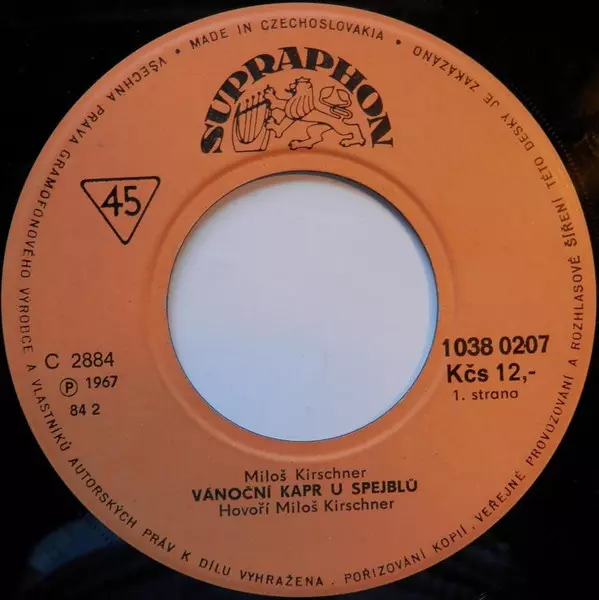 VŠECHNA PRÁVA GRAMOFONOVÉHO VÝROBCE A VLASTNÍKŮ AUTORSKÝCH PRÁV K DÍLU VYHRAŽENA. POŘIZOVÁNÍ KOPIÍ, VEŘEJNÉ PROVOZOVÁNÍ A ROZHLASOVÉ ŠÍŘENÍ TÉTO DESKY JE ZAKÁZÁNO
• MADE IN CZECHOSLOVAKIA •
SUPRAPHON
45
C 2884
Ⓟ 1967
84 2
1038 0207
Kčs 12,-
1. strana
Miloš Kirschner
VÁNOČNÍ KAPR U SPEJBLŮ
Hovoří Miloš Kirschner